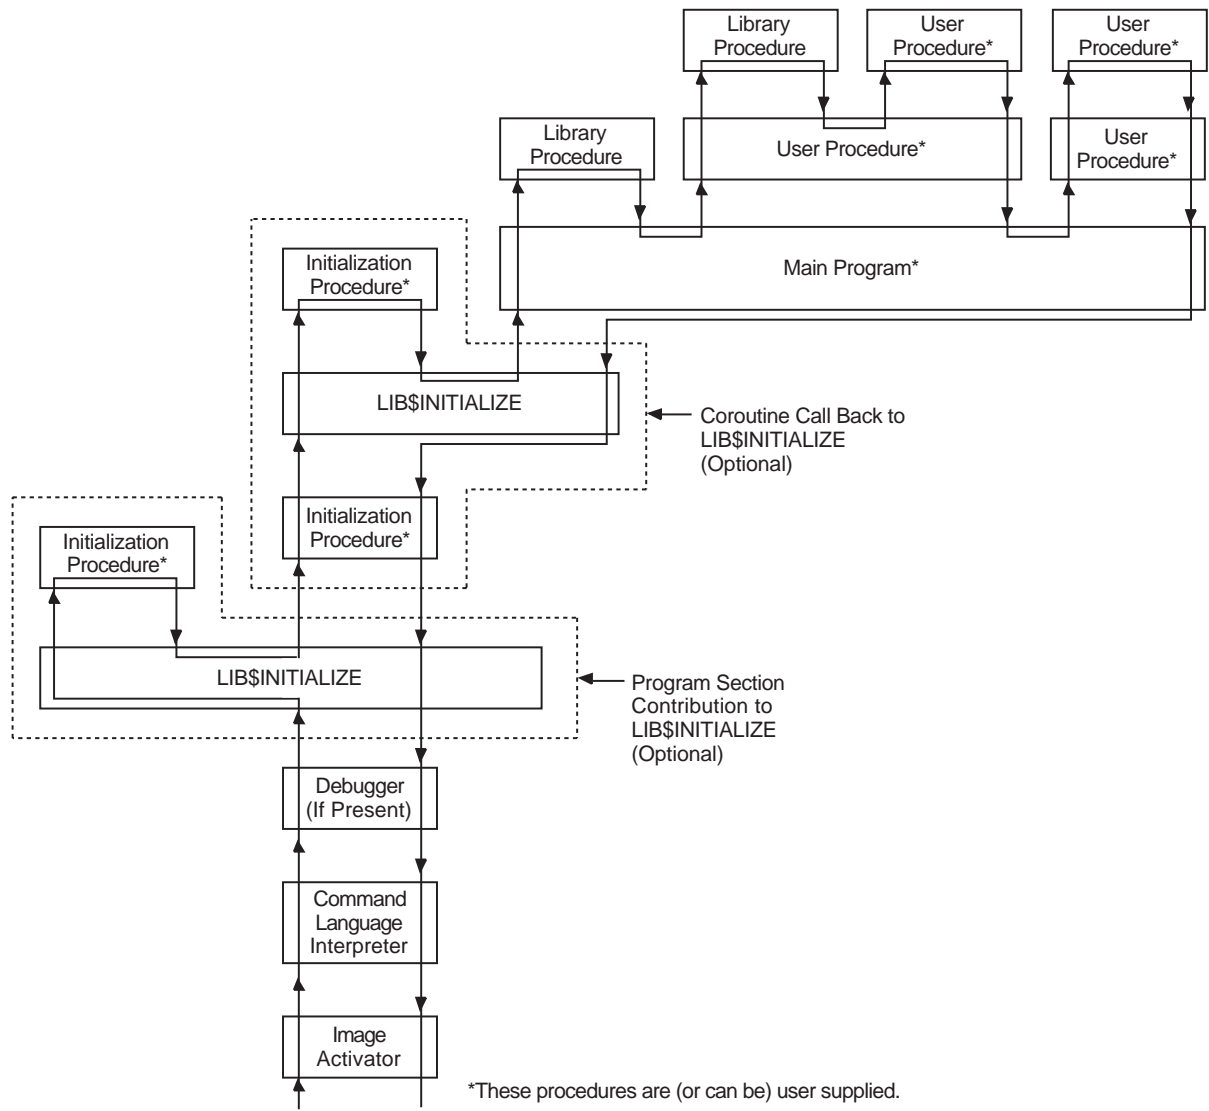 Library
Procedure
User
Procedure*
User
Procedure*
Library
Procedure
User Procedure*
User
Procedure*
Main Program*
Initialization
Procedure*
LIB$INITIALIZE
Coroutine Call Back to
LIB$INITIALIZE
(Optional)
Initialization
Procedure*
Initialization
Procedure*
LIB$INITIALIZE
Program Section
Contribution to
LIB$INITIALIZE
(Optional)
Debugger
(If Present)
Command
Language
Interpreter
Image
Activator
*These procedures are (or can be) user supplied.